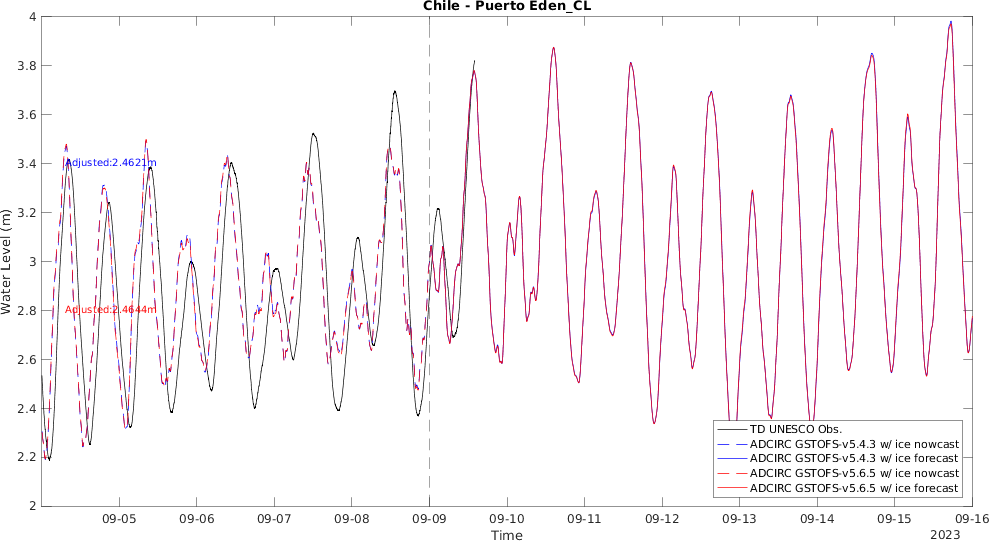 Chile - Puerto Eden_CL
4
3.8
3.6
3.4
3.2
3
2.8
2.6
2.4
2.2
2
Water Level (m)
Adjusted:2.4621m
Adjusted:2.4644m
TD UNESCO Obs.
ADCIRC GSTOFS-v5.4.3 w/ ice nowcast
ADCIRC GSTOFS-v5.4.3 w/ ice forecast
ADCIRC GSTOFS-v5.6.5 w/ ice nowcast
ADCIRC GSTOFS-v5.6.5 w/ ice forecast
09-05 09-06 09-07 09-08 09-09 09-10 09-11 09-12 09-13 09-14 09-15 09-16
Time
2023